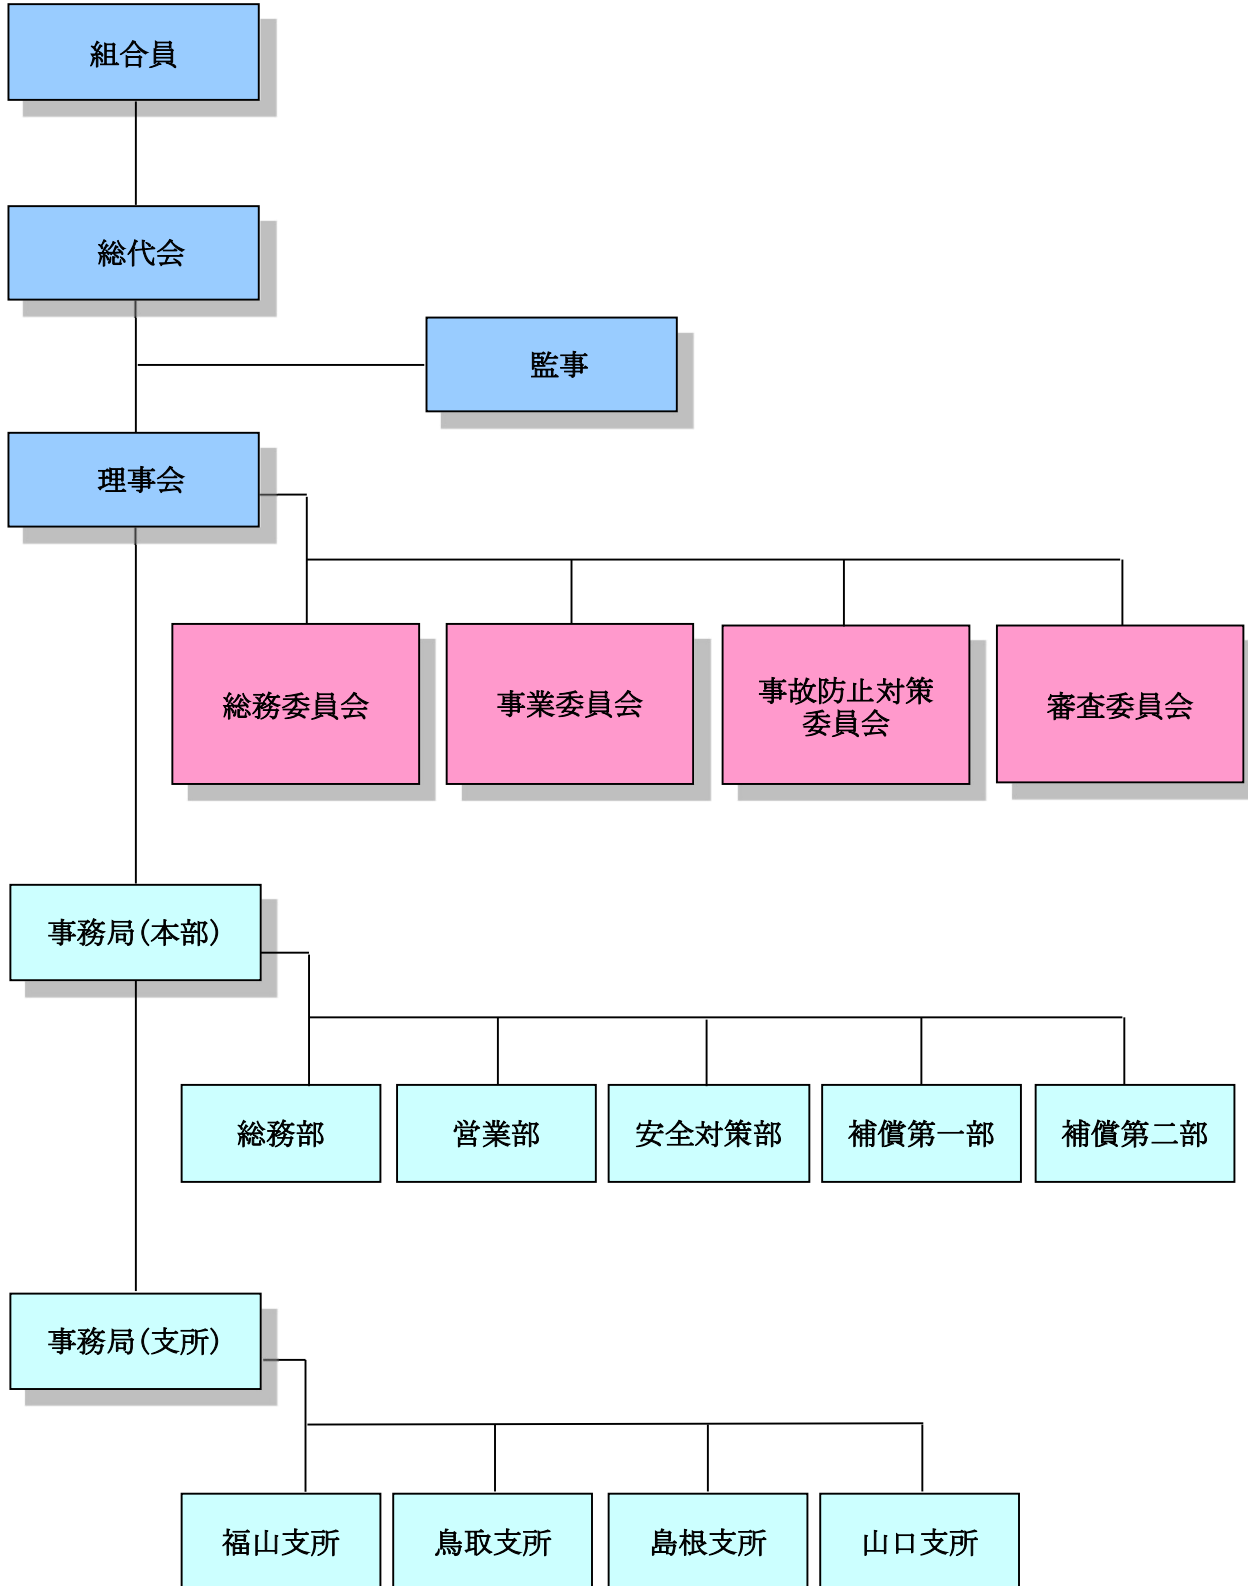 組合員
総代会
監事
理事会
総務委員会
事業委員会
事故防止対策
委員会
審査委員会
事務局(本部)
総務部
営業部
安全対策部
補償第一部
補償第二部
事務局(支所)
福山支所
鳥取支所
島根支所
山口支所